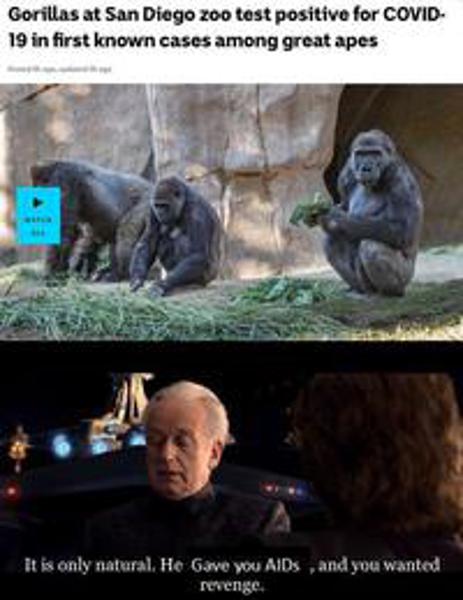 Gorillas at San Diego zoo test positive for COVID-
19 in first known cases among great apes
WATCH
It is only natural. He Gave you AIDs , and you wanted
revenge.